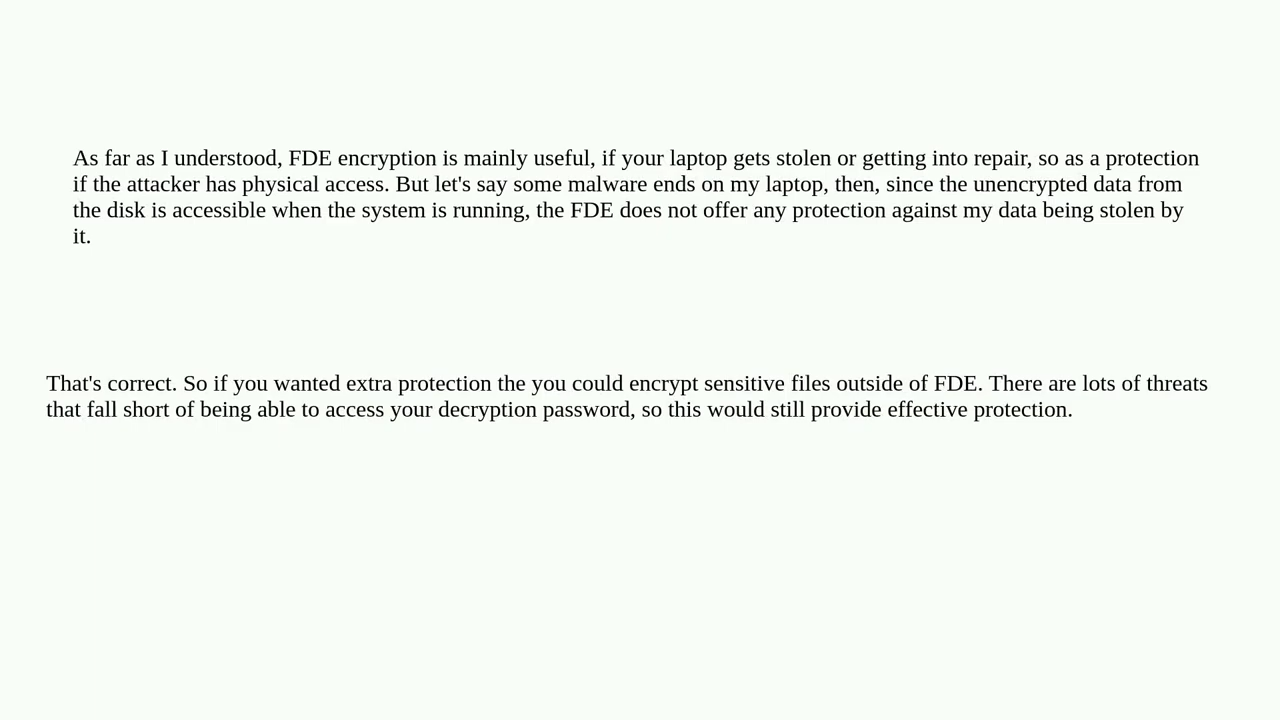 As far as I understood, FDE encryption is mainly useful, if your laptop gets stolen or getting into repair, so as a protection
if the attacker has physical access. But let's say some malware ends on my laptop, then, since the unencrypted data from
the disk is accessible when the system is running, the FDE does not offer any protection against my data being stolen by
it.
That's correct. So if you wanted extra protection the you could encrypt sensitive files outside of FDE. There are lots of threats
that fall short of being able to access your decryption password, so this would still provide effective protection.